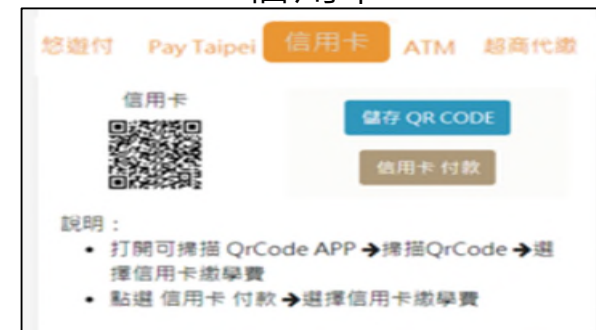 悠遊付 Pay Taipei 信用卡 ATM 超商代繳
信用卡
儲存 QR CODE
信用卡 付款
說明：
• 打開可掃描 QrCode APP ➔掃描QrCode ➔選
擇信用卡繳學費
• 點選 信用卡 付款 ➔選擇信用卡繳學費